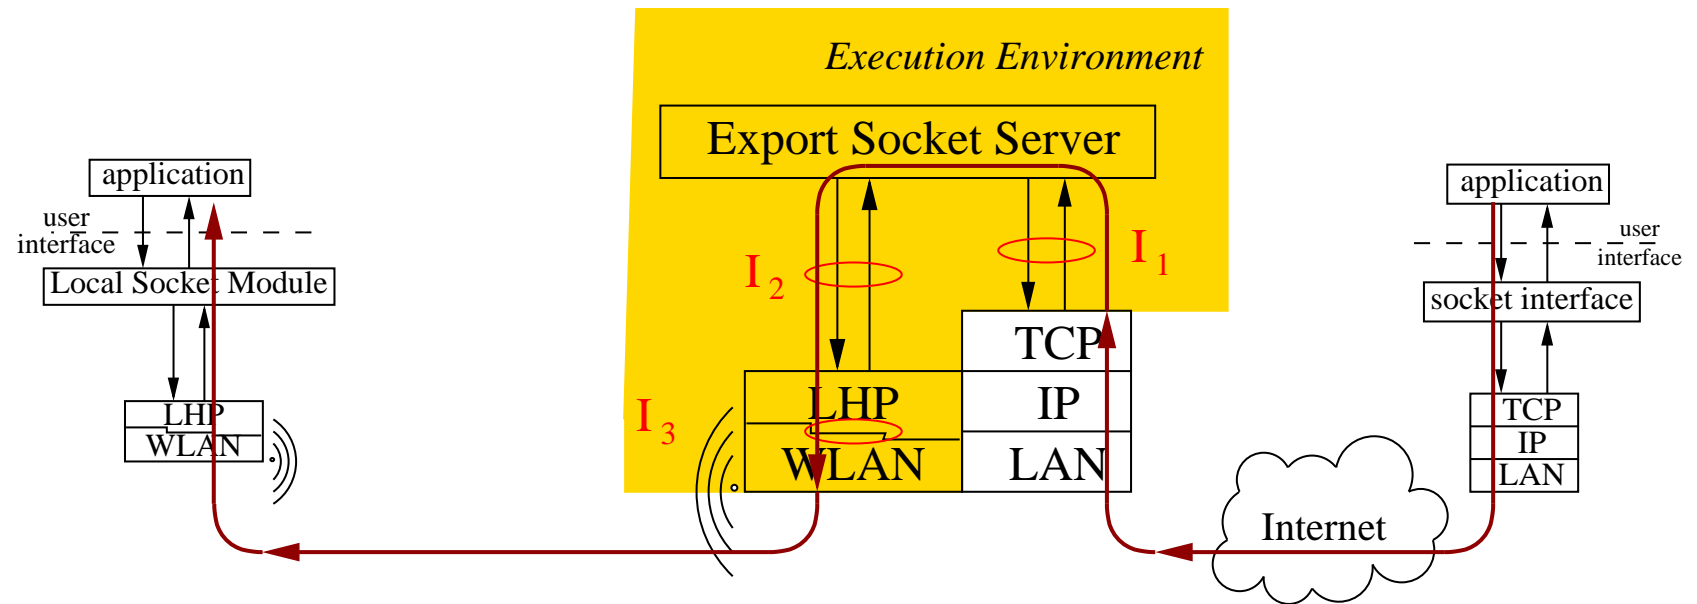 Execution Environment
Export Socket Server
application
user
interface
Local Socket Module
LHP
WLAN
I 2
I 1
I 3
TCP
LHP
IP
WLAN
LAN
Internet
application
user
interface
socket interface
TCP
IP
LAN